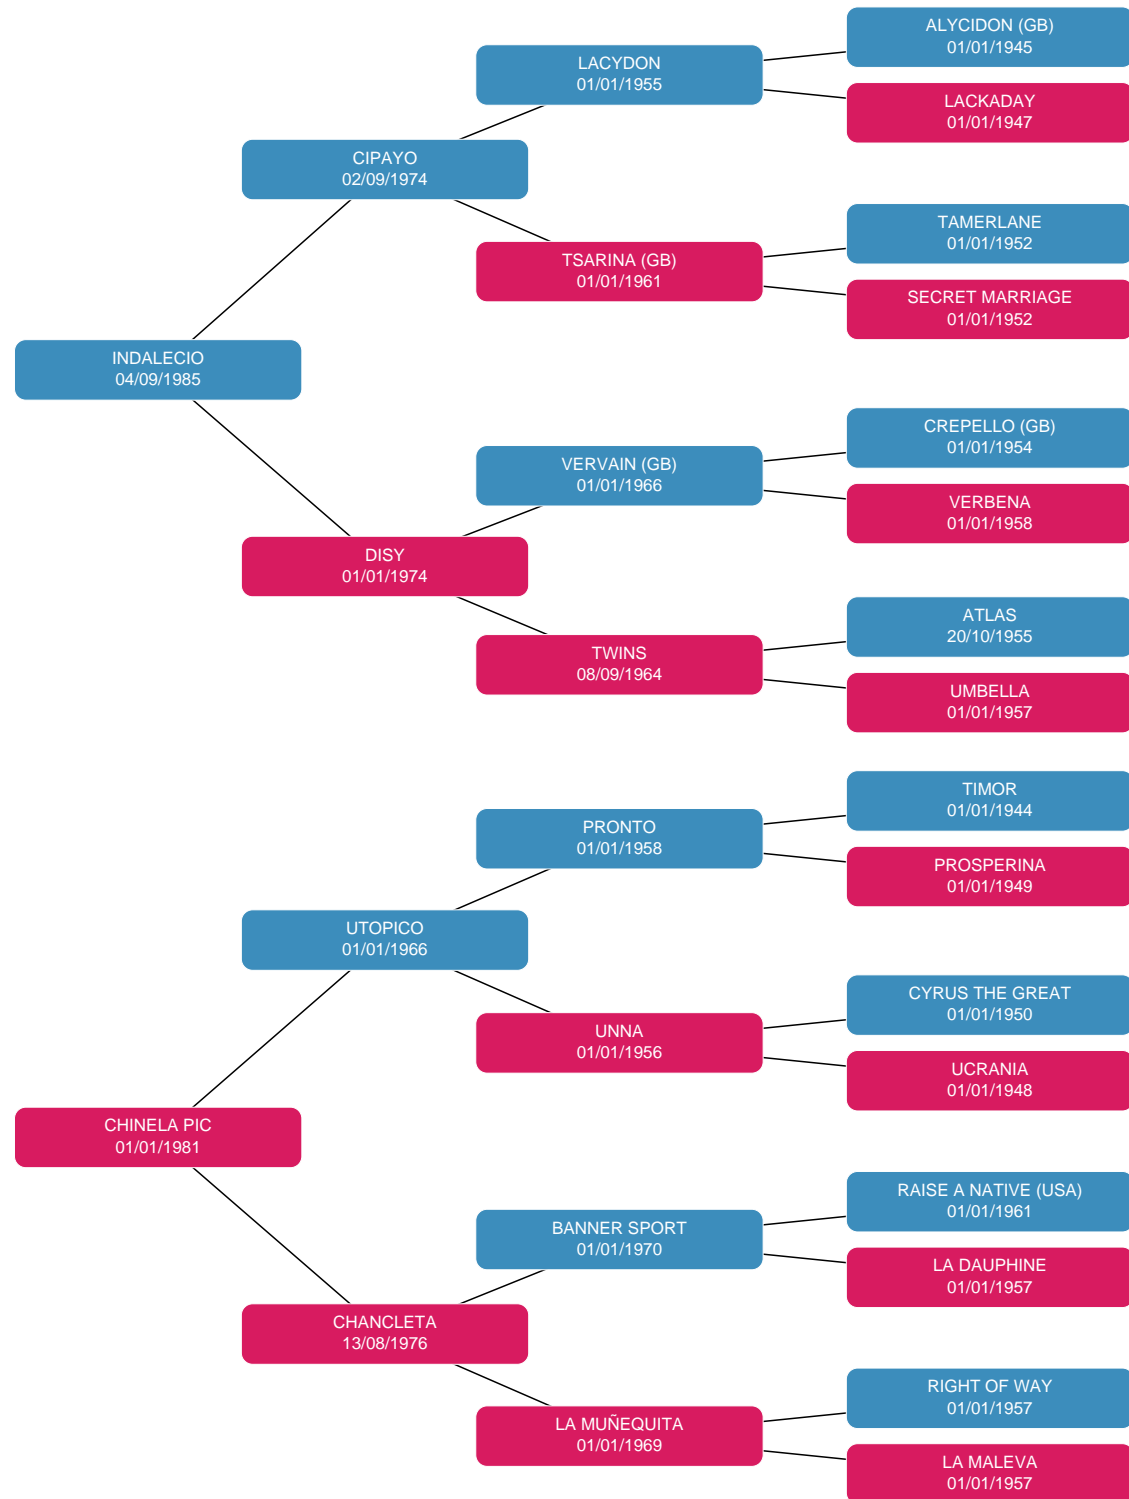 ALYCIDON (GB)
01/01/1945
LACYDON
01/01/1955
LACKADAY
01/01/1947
CIPAYO
02/09/1974
TAMERLANE
01/01/1952
TSARINA (GB)
01/01/1961
SECRET MARRIAGE
01/01/1952
INDALECIO
04/09/1985
CREPELLO (GB)
01/01/1954
VERVAIN (GB)
01/01/1966
VERBENA
01/01/1958
DISY
01/01/1974
ATLAS
20/10/1955
TWINS
08/09/1964
UMBELLA
01/01/1957
TIMOR
01/01/1944
PRONTO
01/01/1958
PROSPERINA
01/01/1949
UTOPICO
01/01/1966
CYRUS THE GREAT
01/01/1950
UNNA
01/01/1956
UCRANIA
01/01/1948
CHINELA PIC
01/01/1981
RAISE A NATIVE (USA)
01/01/1961
BANNER SPORT
01/01/1970
LA DAUPHINE
01/01/1957
CHANCLETA
13/08/1976
RIGHT OF WAY
01/01/1957
LA MUÑEQUITA
01/01/1969
LA MALEVA
01/01/1957